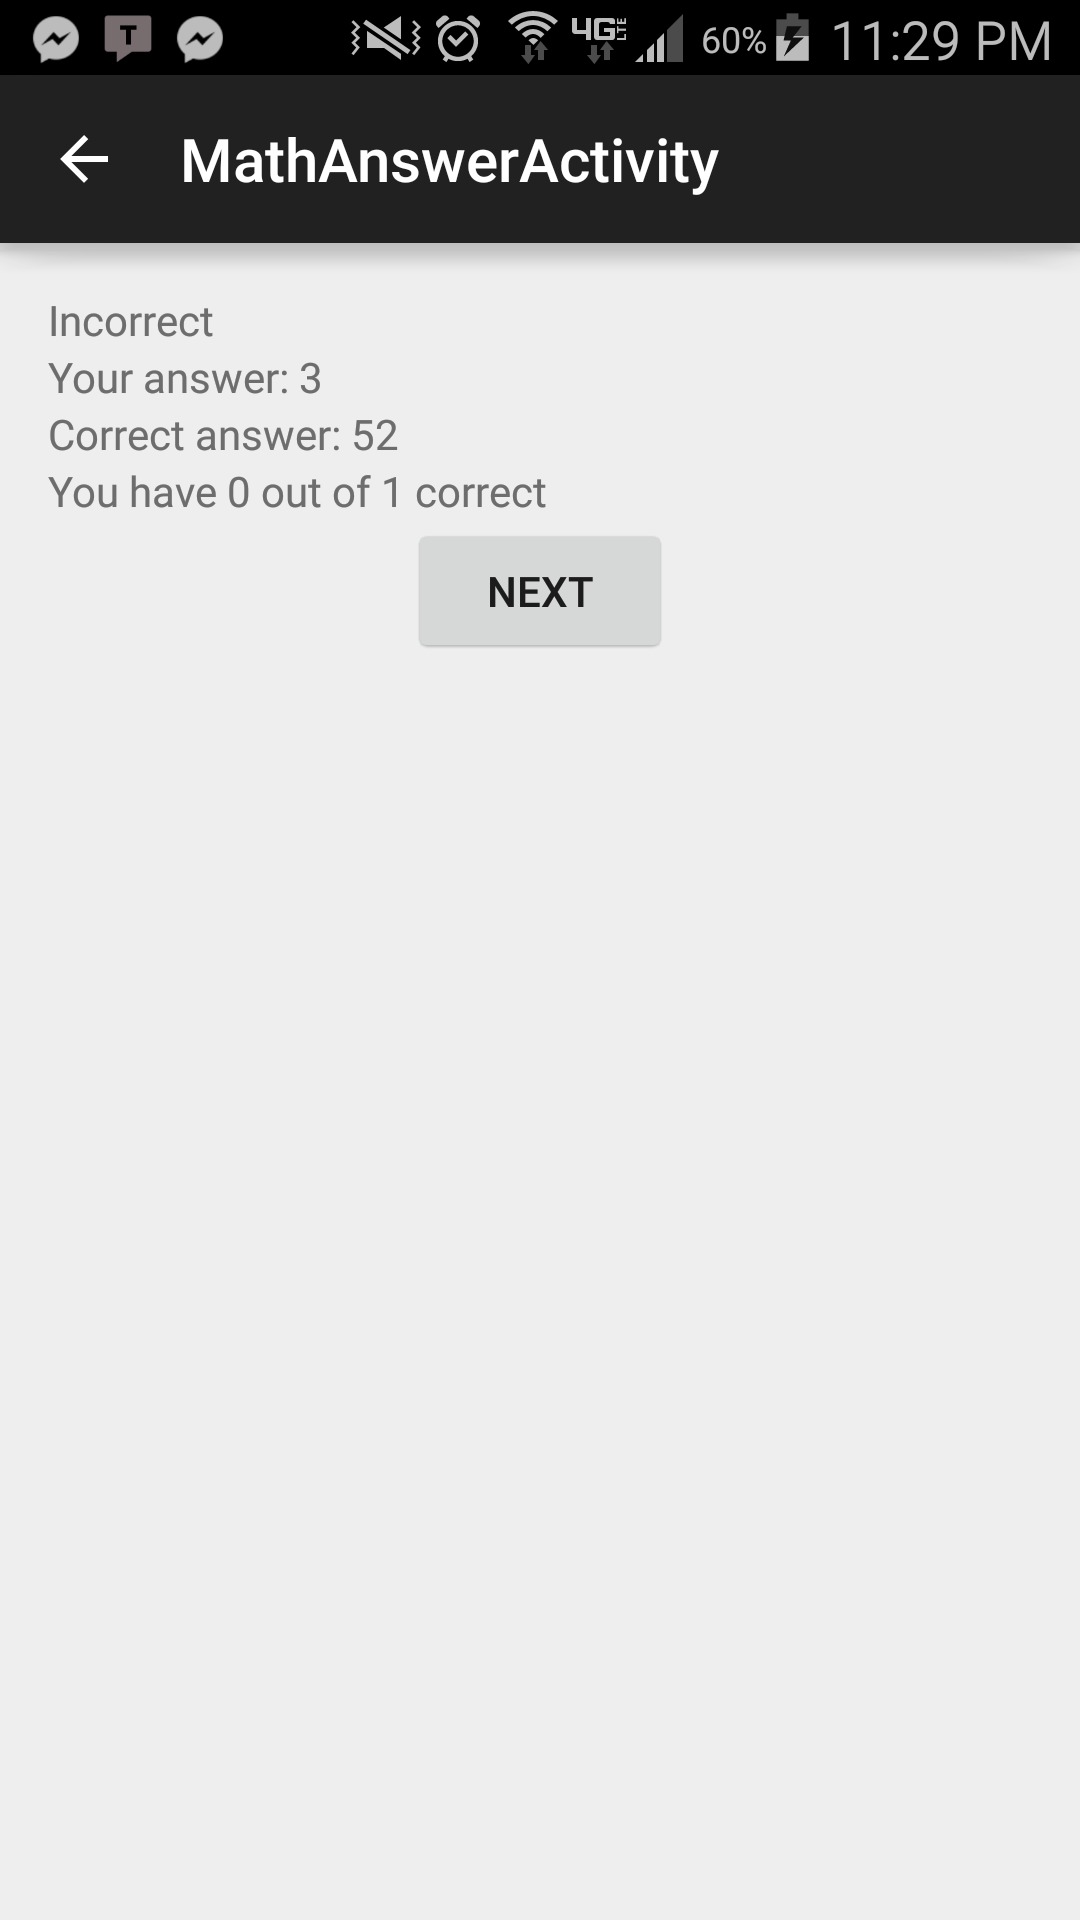 T 4G LTE 60% 11:29 PM
MathAnswerActivity
Incorrect
Your answer: 3
Correct answer: 52
You have 0 out of 1 correct
NEXT